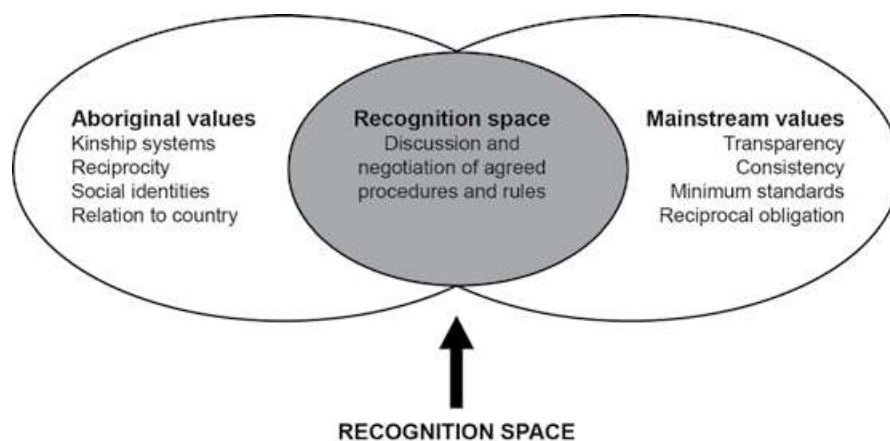 Aboriginal values
Kinship systems
Reciprocity
Social identities
Relation to country
Recognition space
Discussion and
negotiation of agreed
procedures and rules
Mainstream values
Transparency
Consistency
Minimum standards
Reciprocal obligation
RECOGNITION SPACE